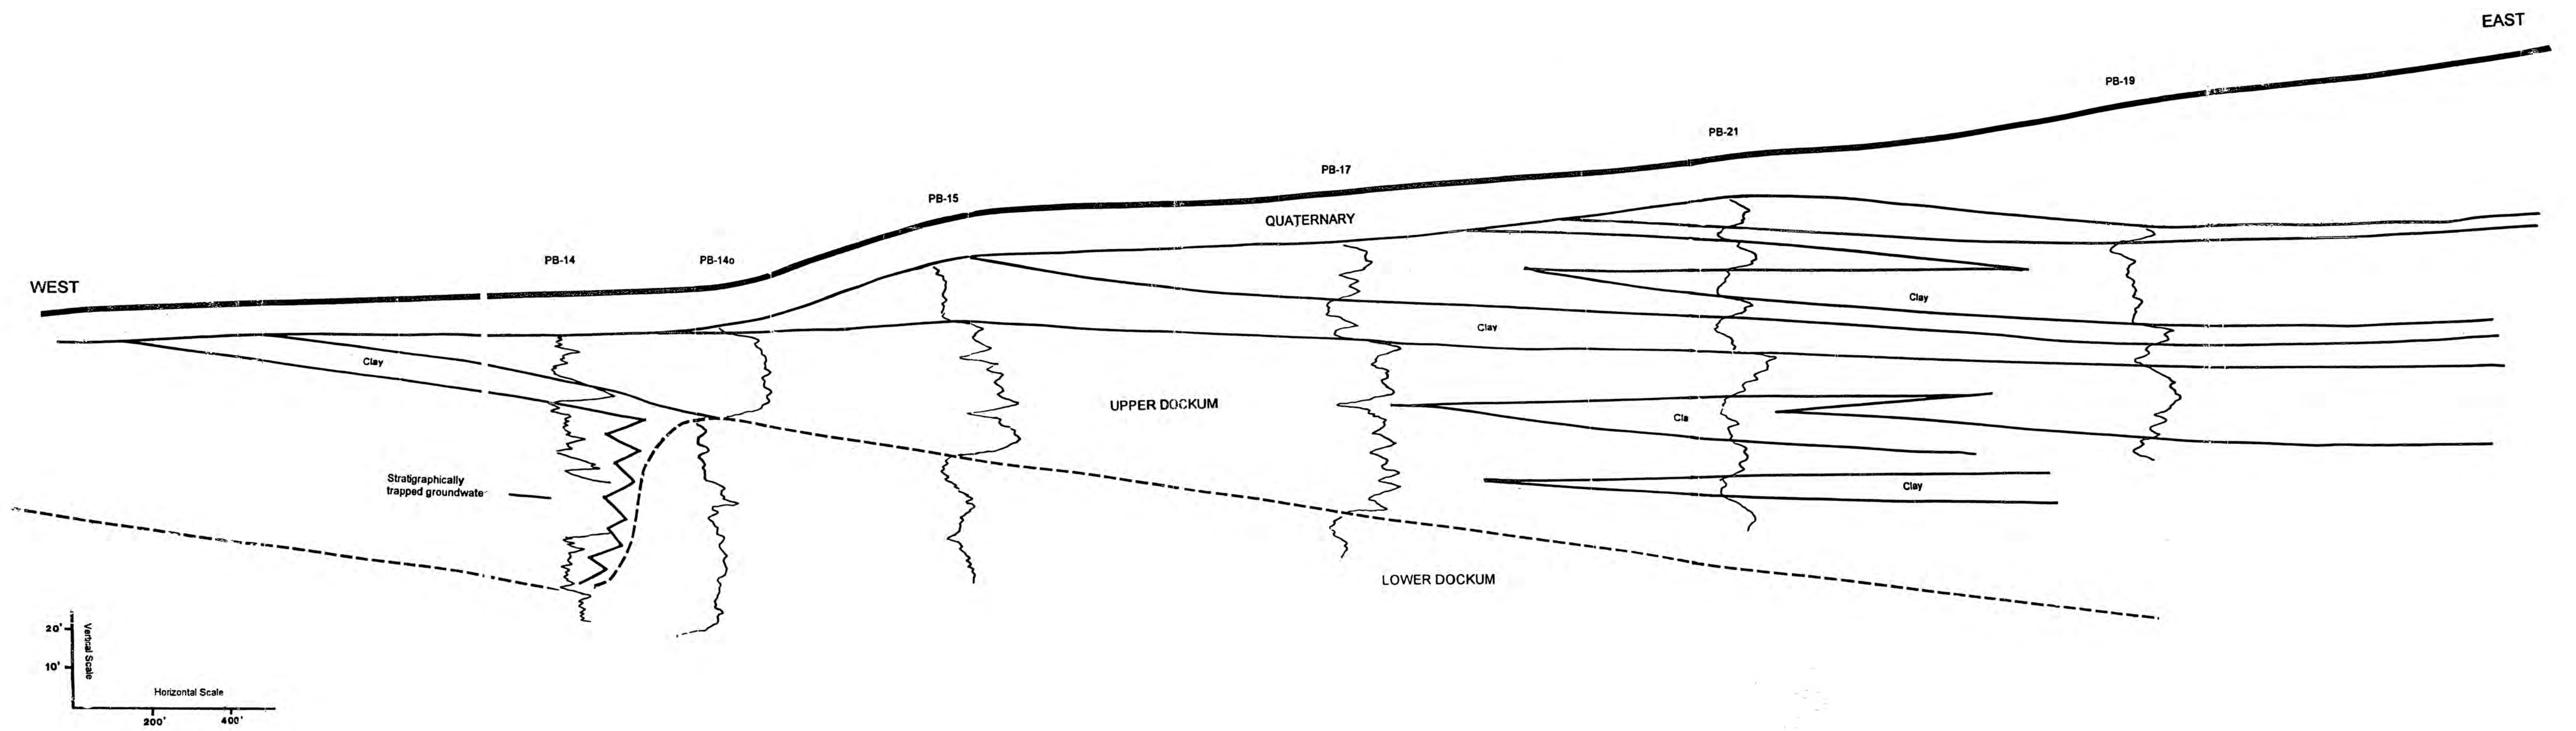 EAST
PB-19
PB-21
PB-17
PB-15
QUATERNARY
PB-14
PB-14o
WEST
Clay
Clay
Clay
UPPER DOCKUM
Cla
Stratigraphically
trapped groundwate
Clay
LOWER DOCKUM
20'
10'
Vertical Scale
Horizontal Scale
200'
400'